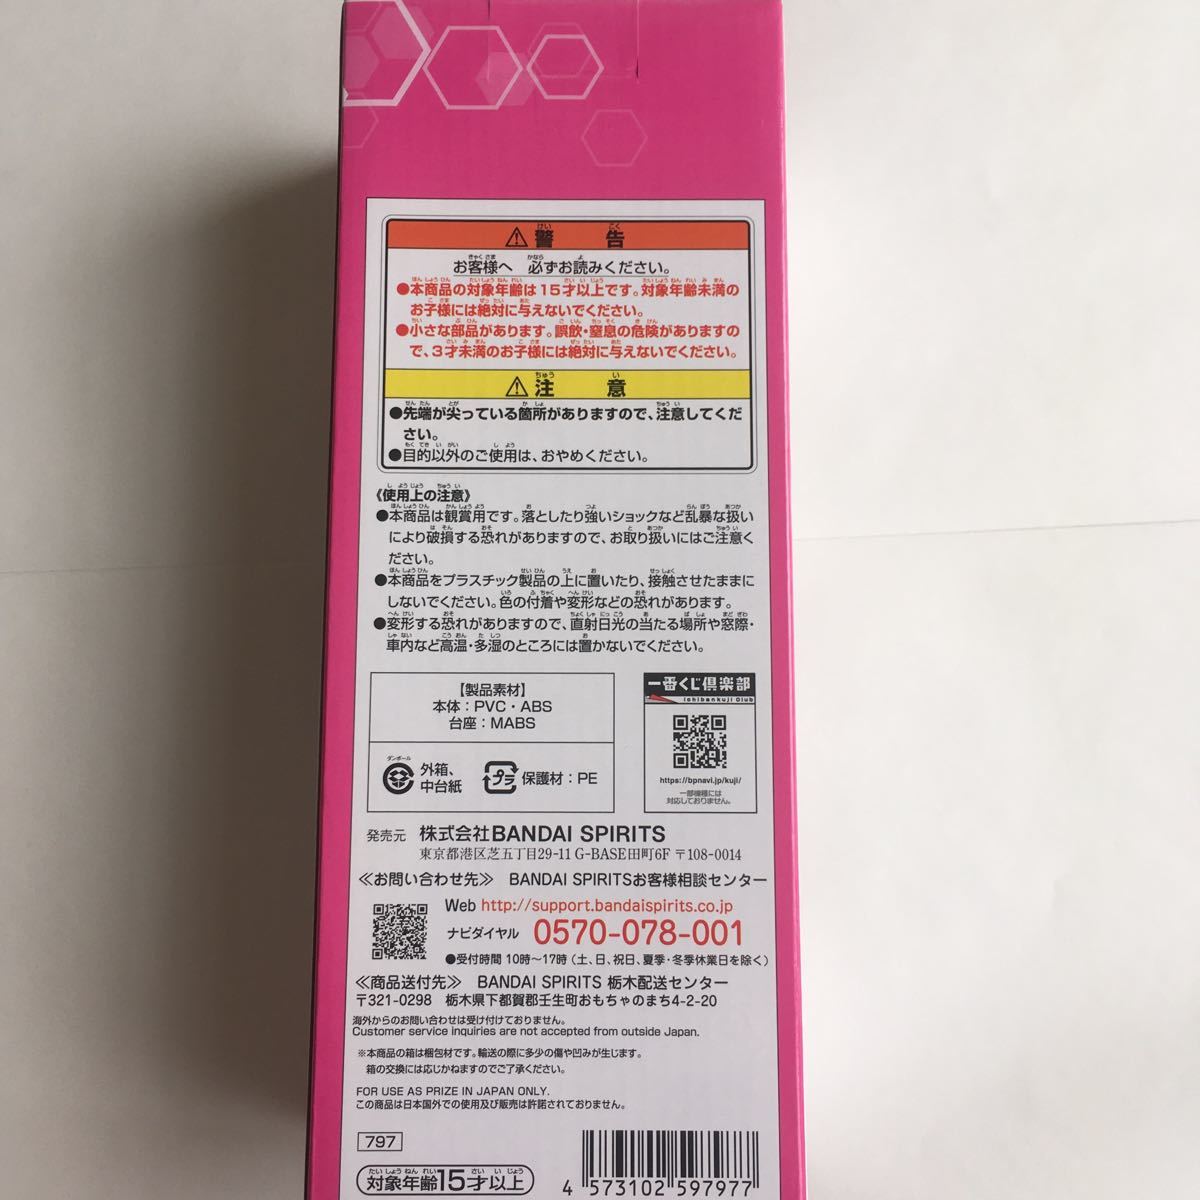 警告
お客様へ 必ずお読みください。
●本商品の対象年齢は15才以上です。対象年齢未満の
お子様には絶対に与えないでください。
●小さな部品があります。誤飲・窒息の危険がありますの
で、3才未満のお子様には絶対に与えないでください。
注意
●先端が尖っている箇所がありますので、注意してくだ
さい。
●目的以外のご使用は、おやめください。
《使用上の注意》
●本商品は観賞用です。落としたり強いショックなど乱暴な扱い
により破損する恐れがありますので、お取り扱いにはご注意く
ださい。
●本商品をプラスチック製品の上に置いたり、接触させたままに
しないでください。色の付着や変形などの恐れがあります。
●変形する恐れがありますので、直射日光の当たる場所や窓際・
車内など高温・多湿のところには置かないでください。
【製品素材】
本体：PVC・ABS
台座：MABS
ダンボール
外箱、
中台紙
プラ
保護材：PE
一番くじ倶楽部
Ichibankuji Club
https://bpnavi.jp/kuji/
一部機種には
対応しておりません。
発売元 株式会社BANDAI SPIRITS
東京都港区芝五丁目29-11 G-BASE田町6F 〒108-0014
≪お問い合わせ先≫ BANDAI SPIRITSお客様相談センター
Web http://support.bandaispirits.co.jp
ナビダイヤル 0570-078-001
●受付時間 10時～17時（土、日、祝日、夏季・冬季休業日を除く）
≪商品送付先≫ BANDAI SPIRITS 栃木配送センター
〒321-0298 栃木県下都賀郡壬生町おもちゃのまち4-2-20
海外からのお問い合わせは受け付けておりません。
Customer service inquiries are not accepted from outside Japan.
※本商品の箱は梱包材です。輸送の際に多少の傷や凹みが生じます。
箱の交換には応じかねますのでご了承ください。
FOR USE AS PRIZE IN JAPAN ONLY.
この商品は日本国外での使用及び販売は許諾されておりません。
797
対象年齢15才以上
4 573102 597977